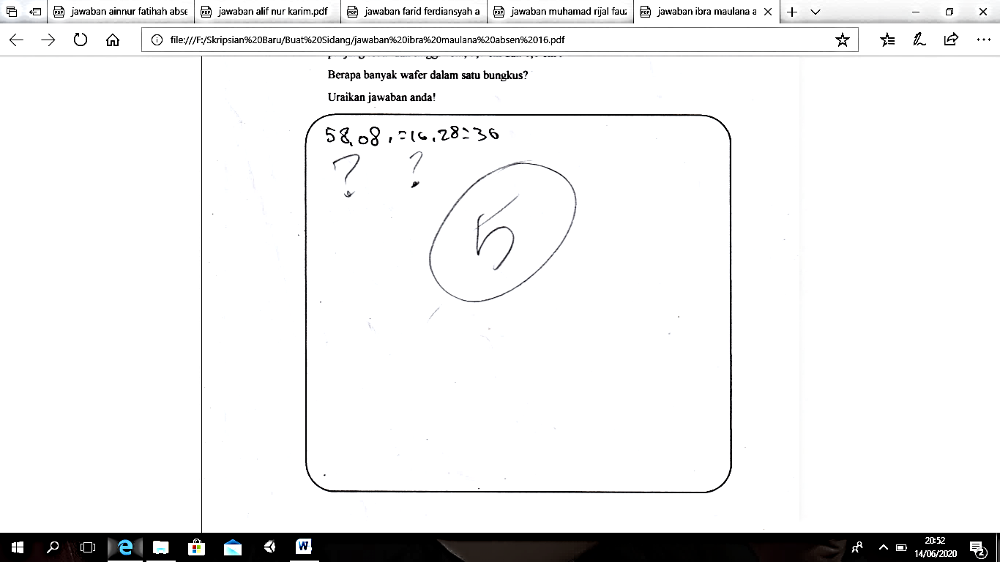 jawaban ainnur fatihah abse
jawaban alif nur karim.pdf
jawaban farid ferdiansyah a
jawaban muhamad rijal fauz
jawaban ibra maulana a
file:///F:/Skripsian%20Baru/Buat%20Sidang/jawaban%20ibra%20maulana%20absen%2016.pdf
Berapa banyak wafer dalam satu bungkus?
Uraikan jawaban anda!
58,08, =16,28=36
? ?
5
20:52
14/06/2020
2